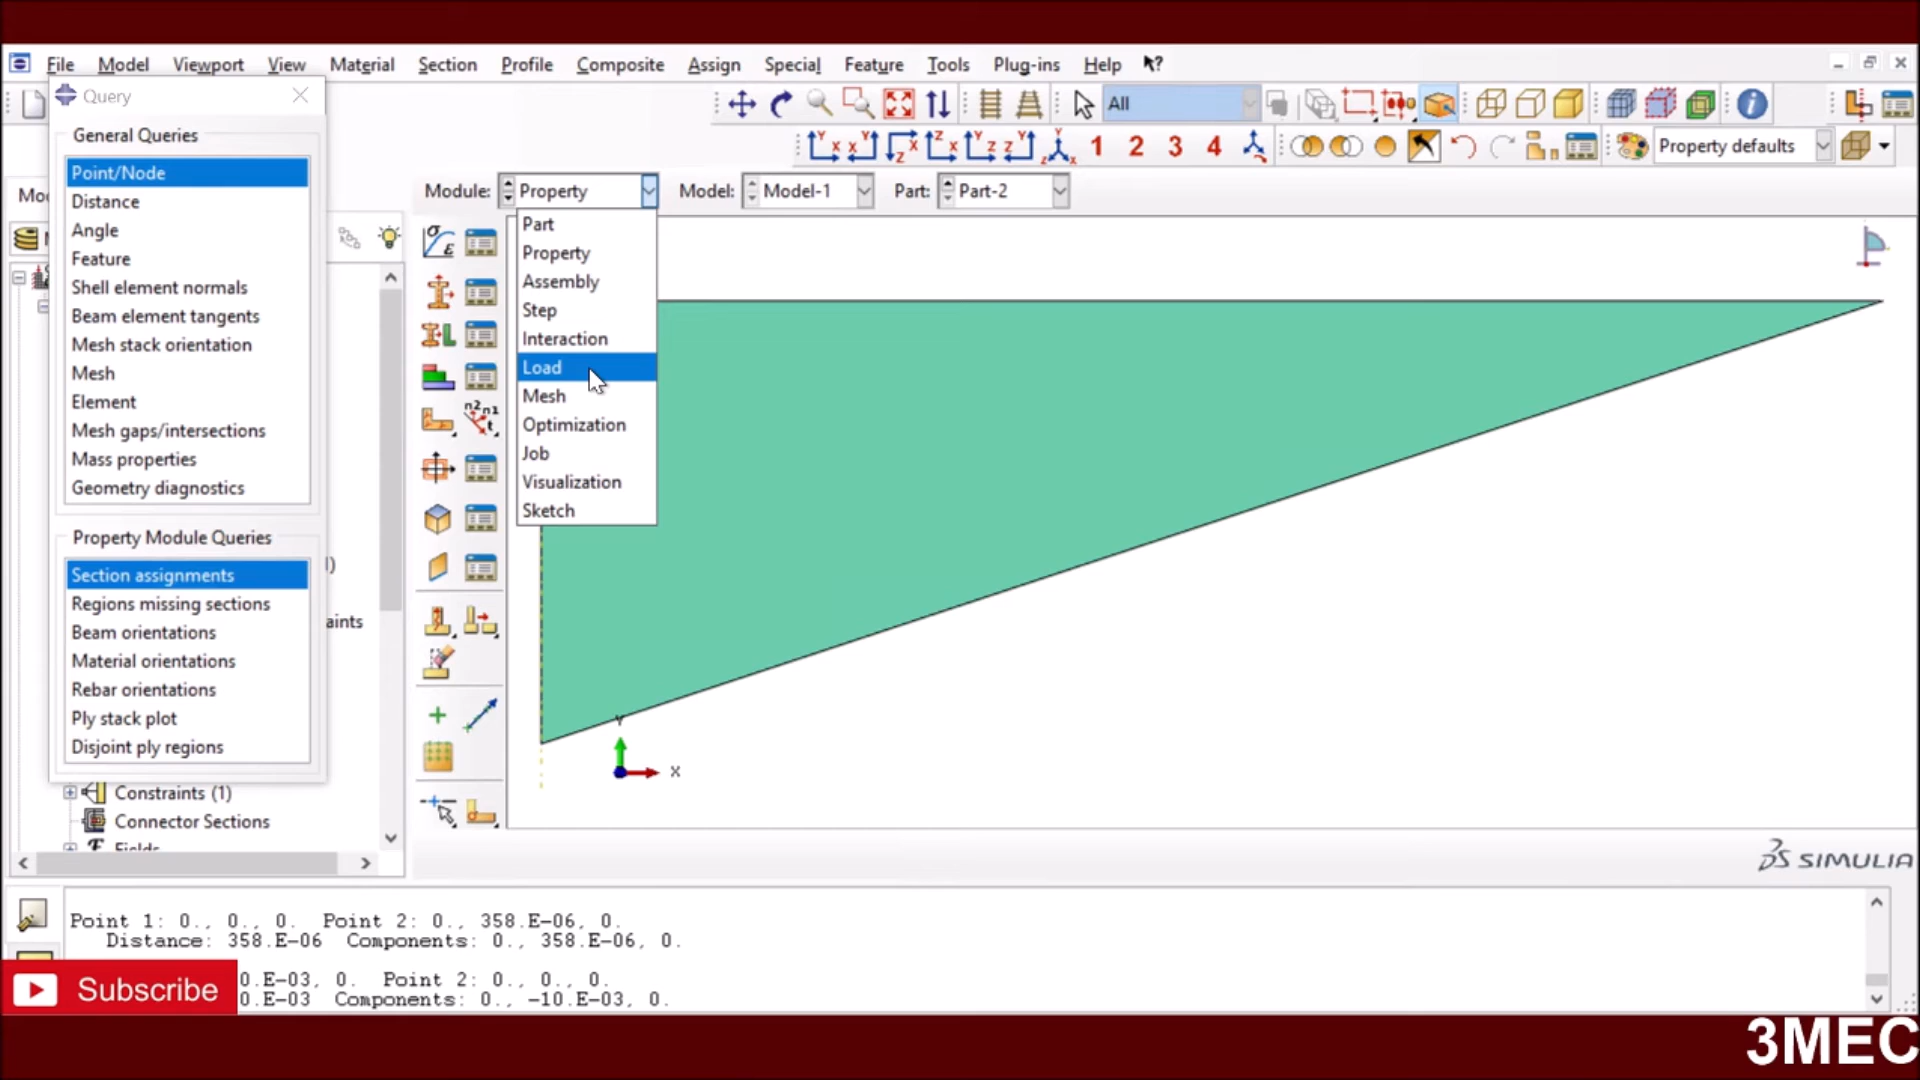 File Model Viewport View Material Section Profile Composite Assign Special Feature Tools Plug-ins Help
Query
All
General Queries
1 2 3 4
Property defaults
Module: Property Model: Model-1 Part: Part-2
Point/Node
Distance
Angle
Feature
Shell element normals
Beam element tangents
Mesh stack orientation
Mesh
Element
Mesh gaps/intersections
Mass properties
Geometry diagnostics
Property Module Queries
Section assignments
Regions missing sections
Beam orientations
Material orientations
Rebar orientations
Ply stack plot
Disjoint ply regions
Constraints (1)
Connector Sections
Fields
Part
Property
Assembly
Step
Interaction
Load
Mesh
Optimization
Job
Visualization
Sketch
Y
X
SIMULIA
Point 1: 0., 0., 0. Point 2: 0., 358.E-06, 0.
Distance: 358.E-06 Components: 0., 358.E-06, 0.
0.E-03, 0. Point 2: 0., 0., 0.
0.E-03 Components: 0., -10.E-03, 0.
Subscribe
3MEC